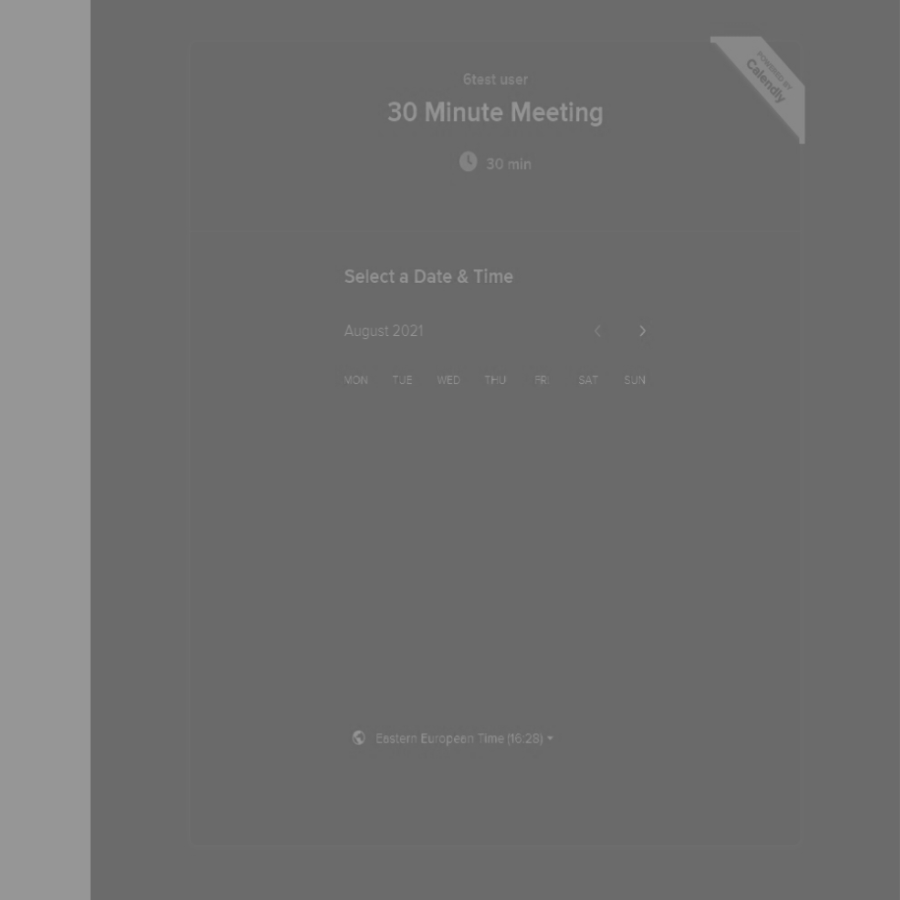 POWERED BY
Calendly
6test user
30 Minute Meeting
30 min
Select a Date & Time
August 2021
MON TUE WED THU FRI SAT SUN
Eastern European Time (16:28)